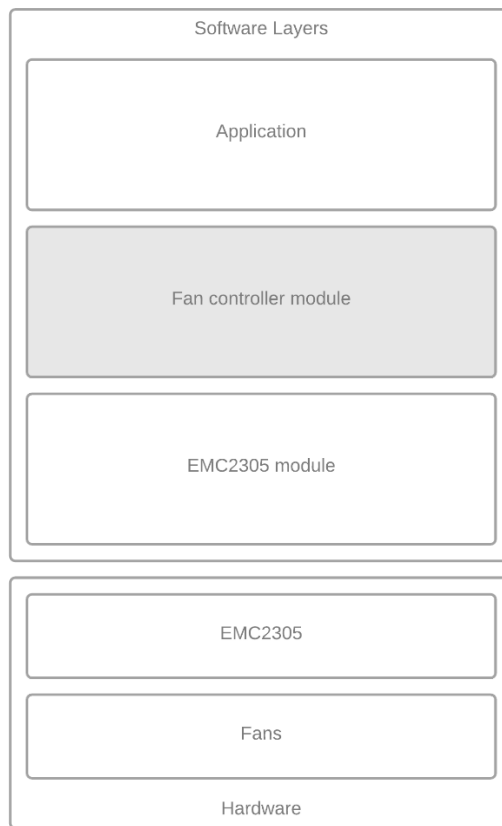 Software Layers
Application
Fan controller module
EMC2305 module
EMC2305
Fans
Hardware